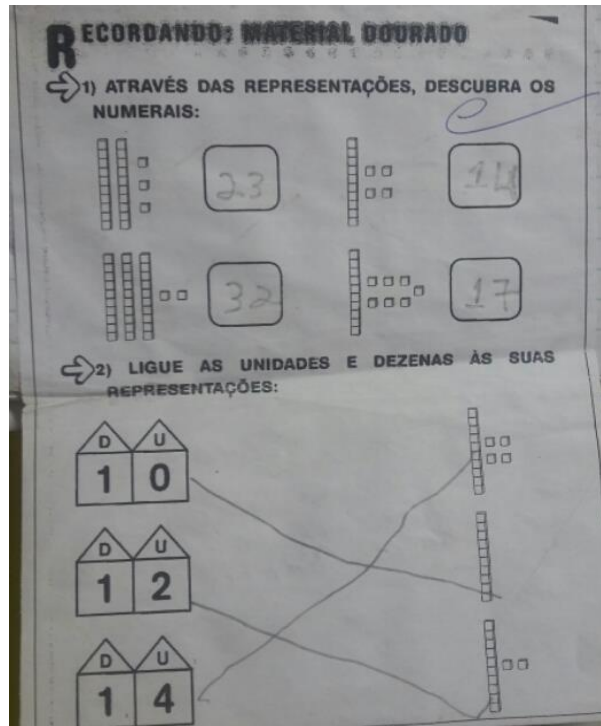 RECORDANDO: MATERIAL DOURADO
1) ATRAVÉS DAS REPRESENTAÇÕES, DESCUBRA OS
NUMERAIS:
23 14
32 17
2) LIGUE AS UNIDADES E DEZENAS ÀS SUAS
REPRESENTAÇÕES:
D U
1 0
D U
1 2
D U
1 4